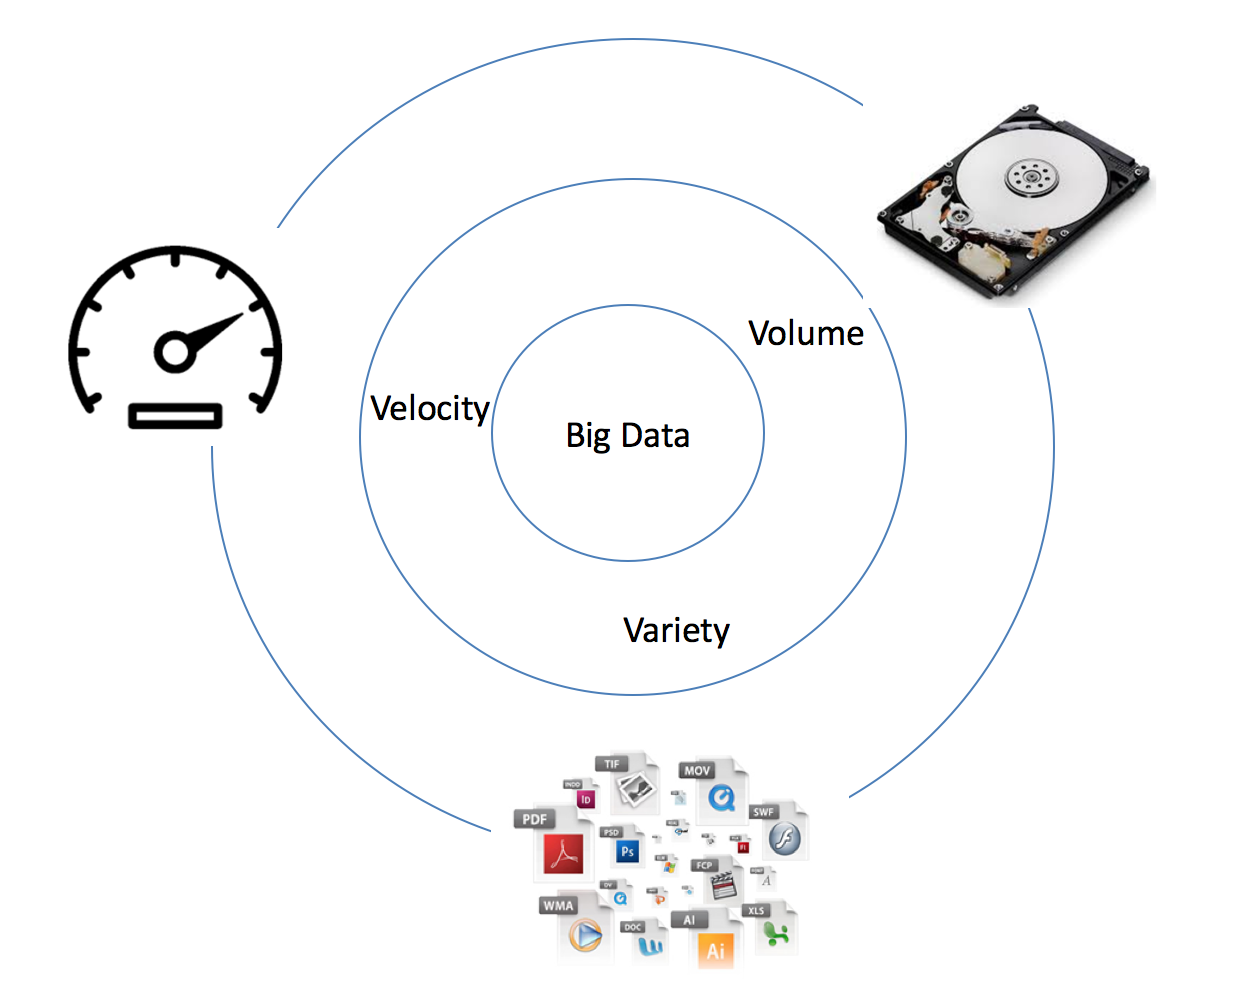 Volume
Velocity
Big Data
Variety
TIF
MOV
INDD
Id
SWF
PDF
PSD
Ps
FCP
DV
WMA
DOC
AI
Ai
XLS
A